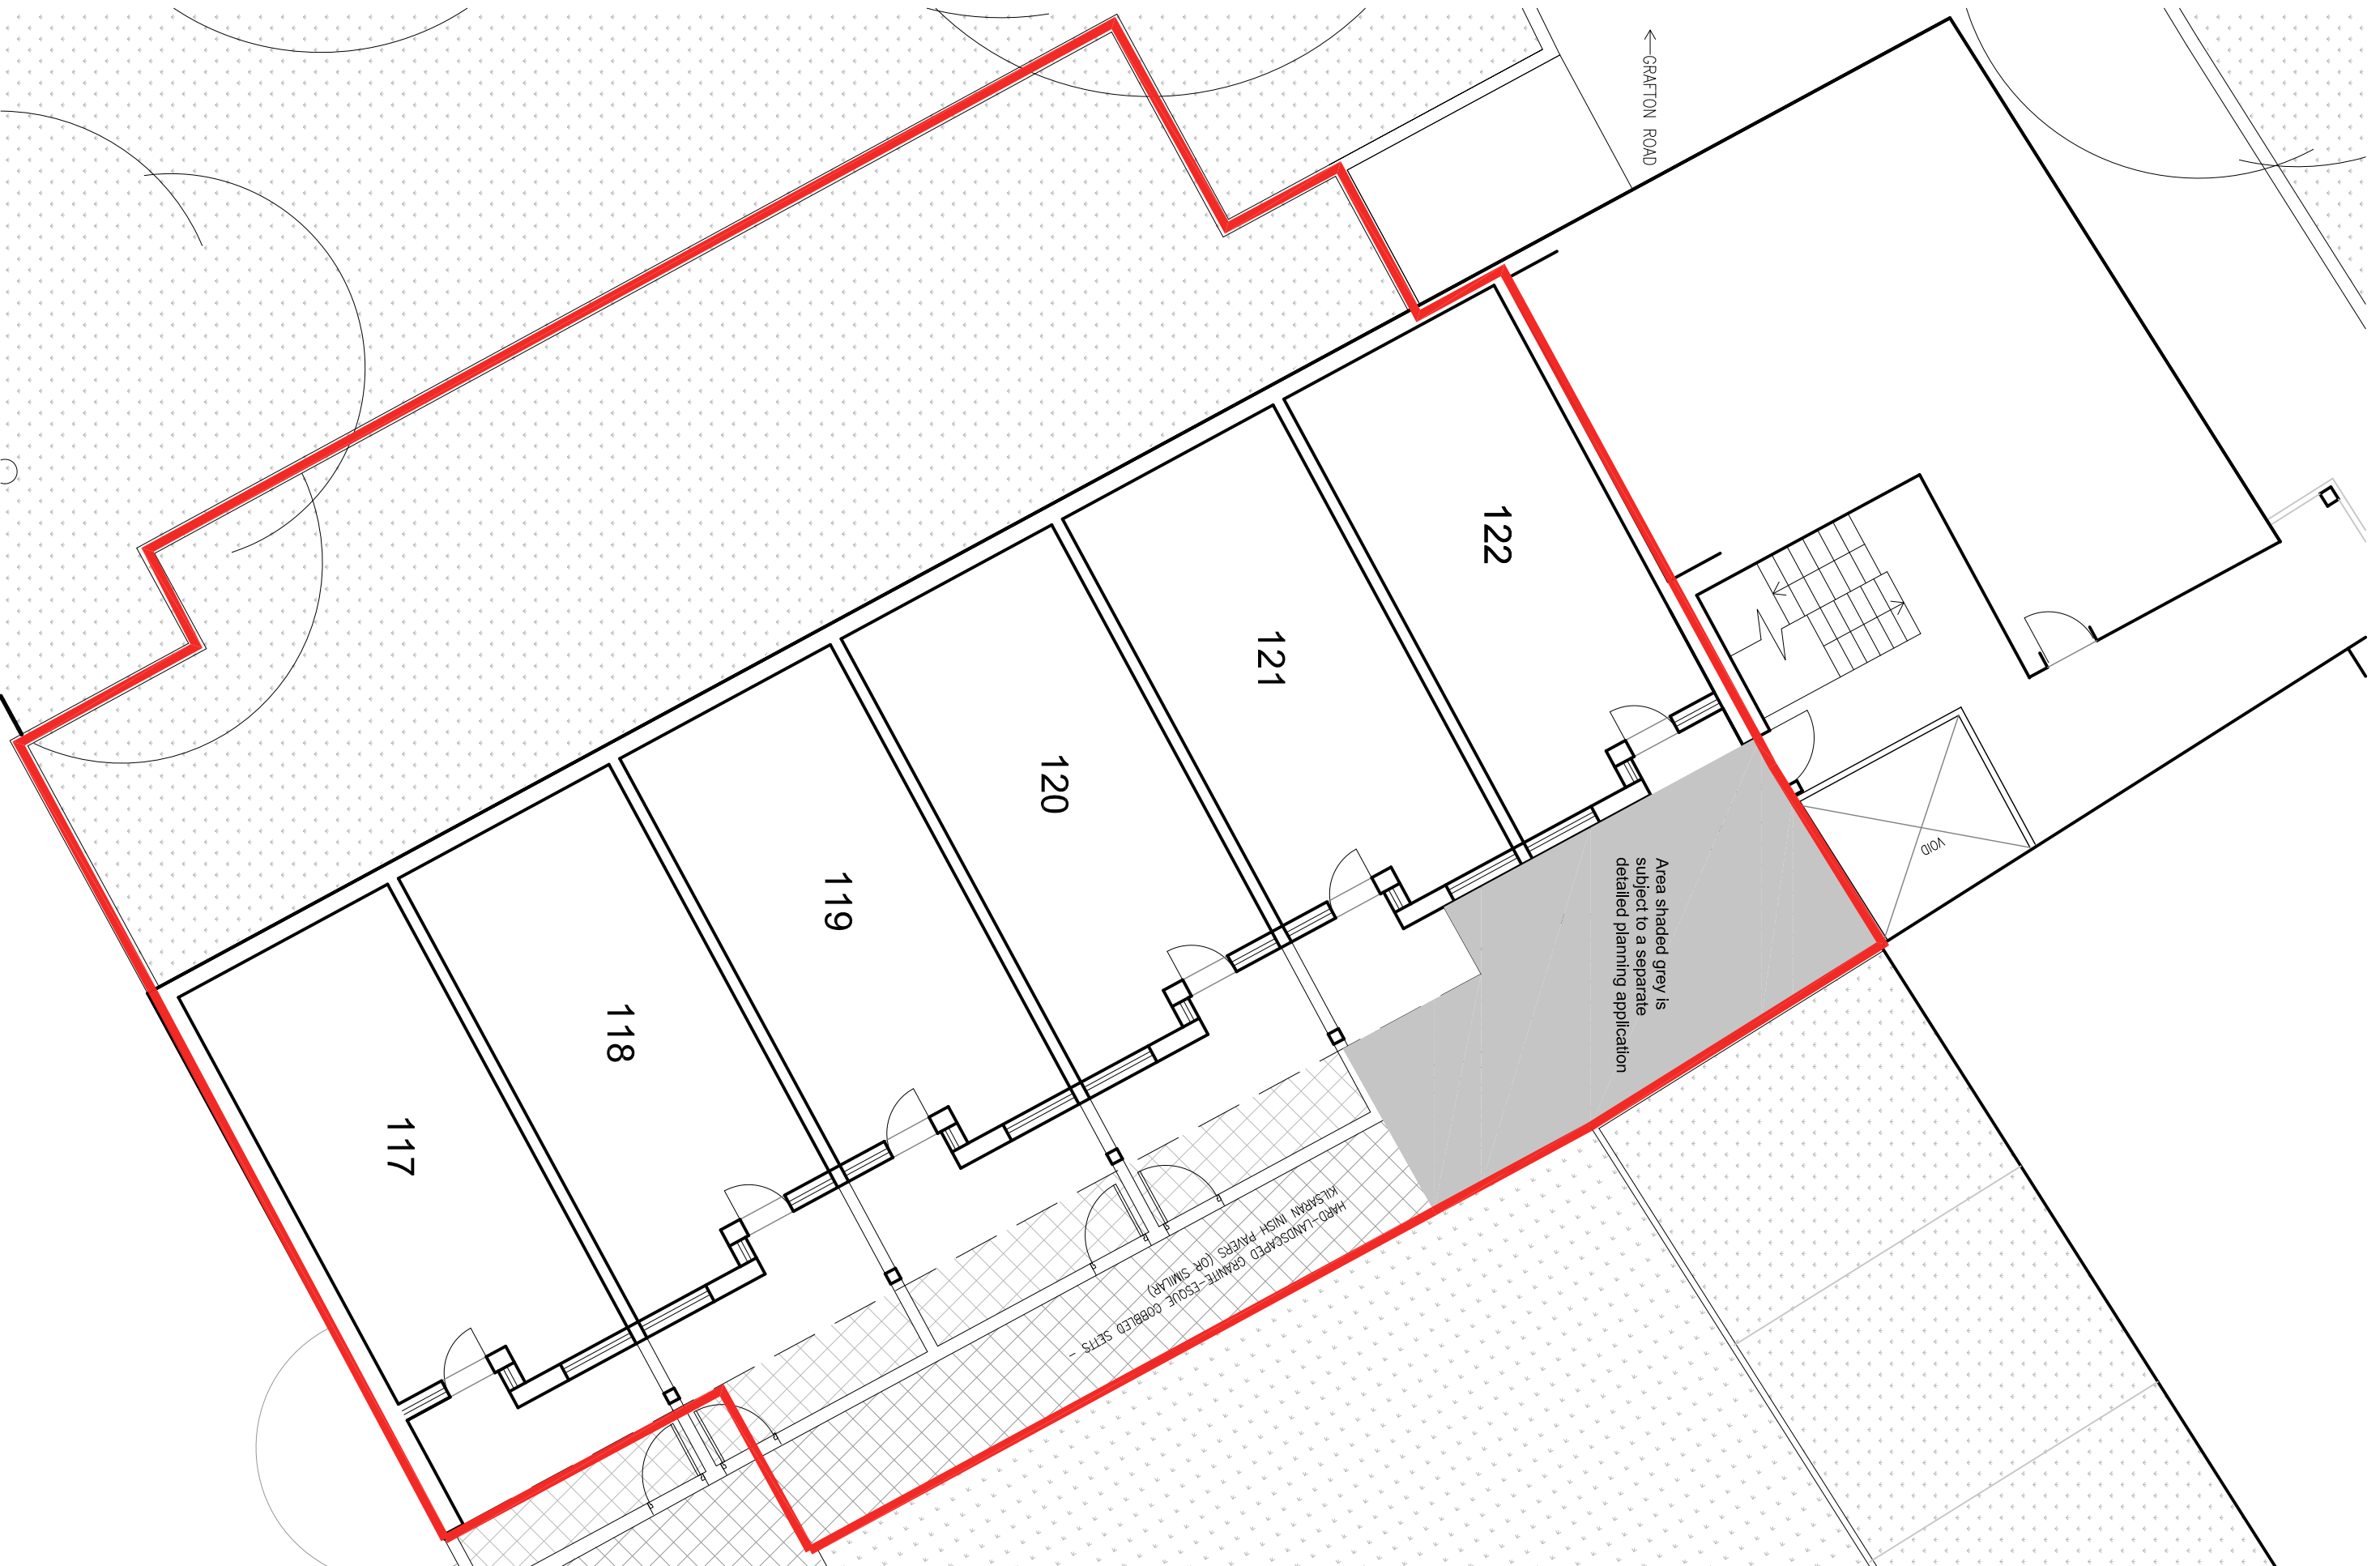 ←GRAFTON ROAD
122
121
120
119
118
117
Area shaded grey is
subject to a separate
detailed planning application
VOID
HARD-LANDSCAPED GRANITE-ESQUE COBBLED SETTS -
KILSARAN INISH PAVERS (OR SIMILAR)